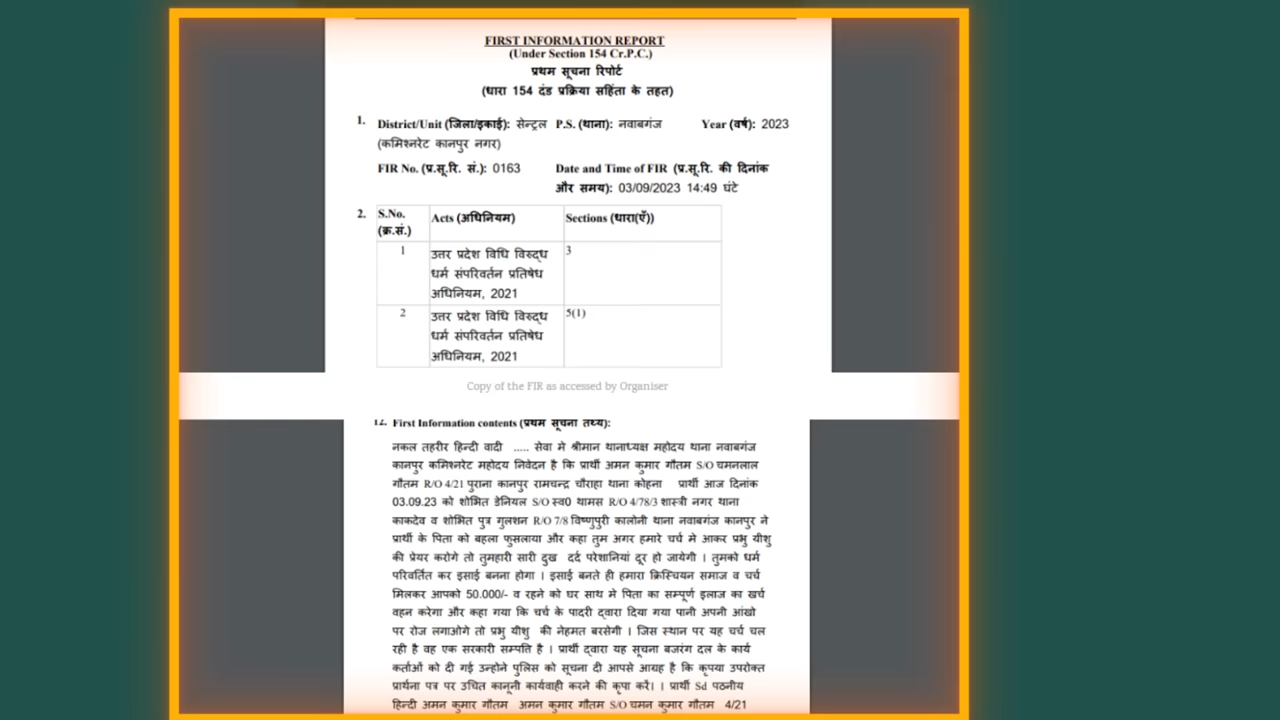 FIRST INFORMATION REPORT
(Under Section 154 Cr.P.C.)
प्रथम सूचना रिपोर्ट
(धारा 154 दंड प्रक्रिया सहिंता के तहत)
1. District/Unit (जिला/इकाई): सेन्ट्रल P.S. (थाना): नवाबगंज Year (वर्ष): 2023
(कमिश्नरेट कानपुर नगर)
FIR No. (प्र.सू.रि. सं.): 0163 Date and Time of FIR (प्र.सू.रि. की दिनांक
और समय): 03/09/2023 14:49 घंटे
2. S.No. (क्र.सं.) Acts (अधिनियम) Sections (धारा(एँ))
1 उत्तर प्रदेश विधि विरुद्ध 3
धर्म संपरिवर्तन प्रतिषेध
अधिनियम, 2021
2 उत्तर प्रदेश विधि विरुद्ध 5(1)
धर्म संपरिवर्तन प्रतिषेध
अधिनियम, 2021
Copy of the FIR as accessed by Organiser
12. First Information contents (प्रथम सूचना तथ्य):
नकल तहरीर हिन्दी वादी ..... सेवा मे श्रीमान थानाध्यक्ष महोदय थाना नवाबगंज
कानपुर कमिश्नरेट महोदय निवेदन है कि प्रार्थी अमन कुमार गौतम S/O चमनलाल
गौतम R/O 4/21 पुराना कानपुर रामचन्द्र चौराहा थाना कोहना प्रार्थी आज दिनांक
03.09.23 को शोभित डेनियल S/O स्व0 थामस R/O 4/78/3 शास्त्री नगर थाना
काकदेव व शोभित पुत्र गुलशन R/O 7/8 विष्णुपुरी कालोनी थाना नवाबगंज कानपुर ने
प्रार्थी के पिता को बहला फुसलाया और कहा तुम अगर हमारे चर्च मे आकर प्रभु यीशु
की प्रेयर करोगे तो तुमहारी सारी दुख दर्द परेशानियां दूर हो जायेगी । तुमको धर्म
परिवर्तित कर इसाई बनना होगा । इसाई बनते ही हमारा क्रिस्चियन समाज व चर्च
मिलकर आपको 50.000/- व रहने को घर साथ मे पिता का सम्पूर्ण इलाज का खर्च
वहन करेगा और कहा गया कि चर्च के पादरी द्वारा दिया गया पानी अपनी आंखो
पर रोज लगाओगे तो प्रभु यीशु की नेहमत बरसेगी । जिस स्थान पर यह चर्च चल
रही है वह एक सरकारी सम्पत्ति है । प्रार्थी द्वारा यह सूचना बजरंग दल के कार्य
कर्ताओं को दी गई उन्होने पुलिस को सूचना दी आपसे आग्रह है कि कृपया उपरोक्त
प्रार्थना पत्र पर उचित कानूनी कार्यवाही करने की कृपा करें। । प्रार्थी Sd पठनीय
हिन्दी अमन कुमार गौतम अमन कुमार गौतम S/O चमन कुमार गौतम 4/21